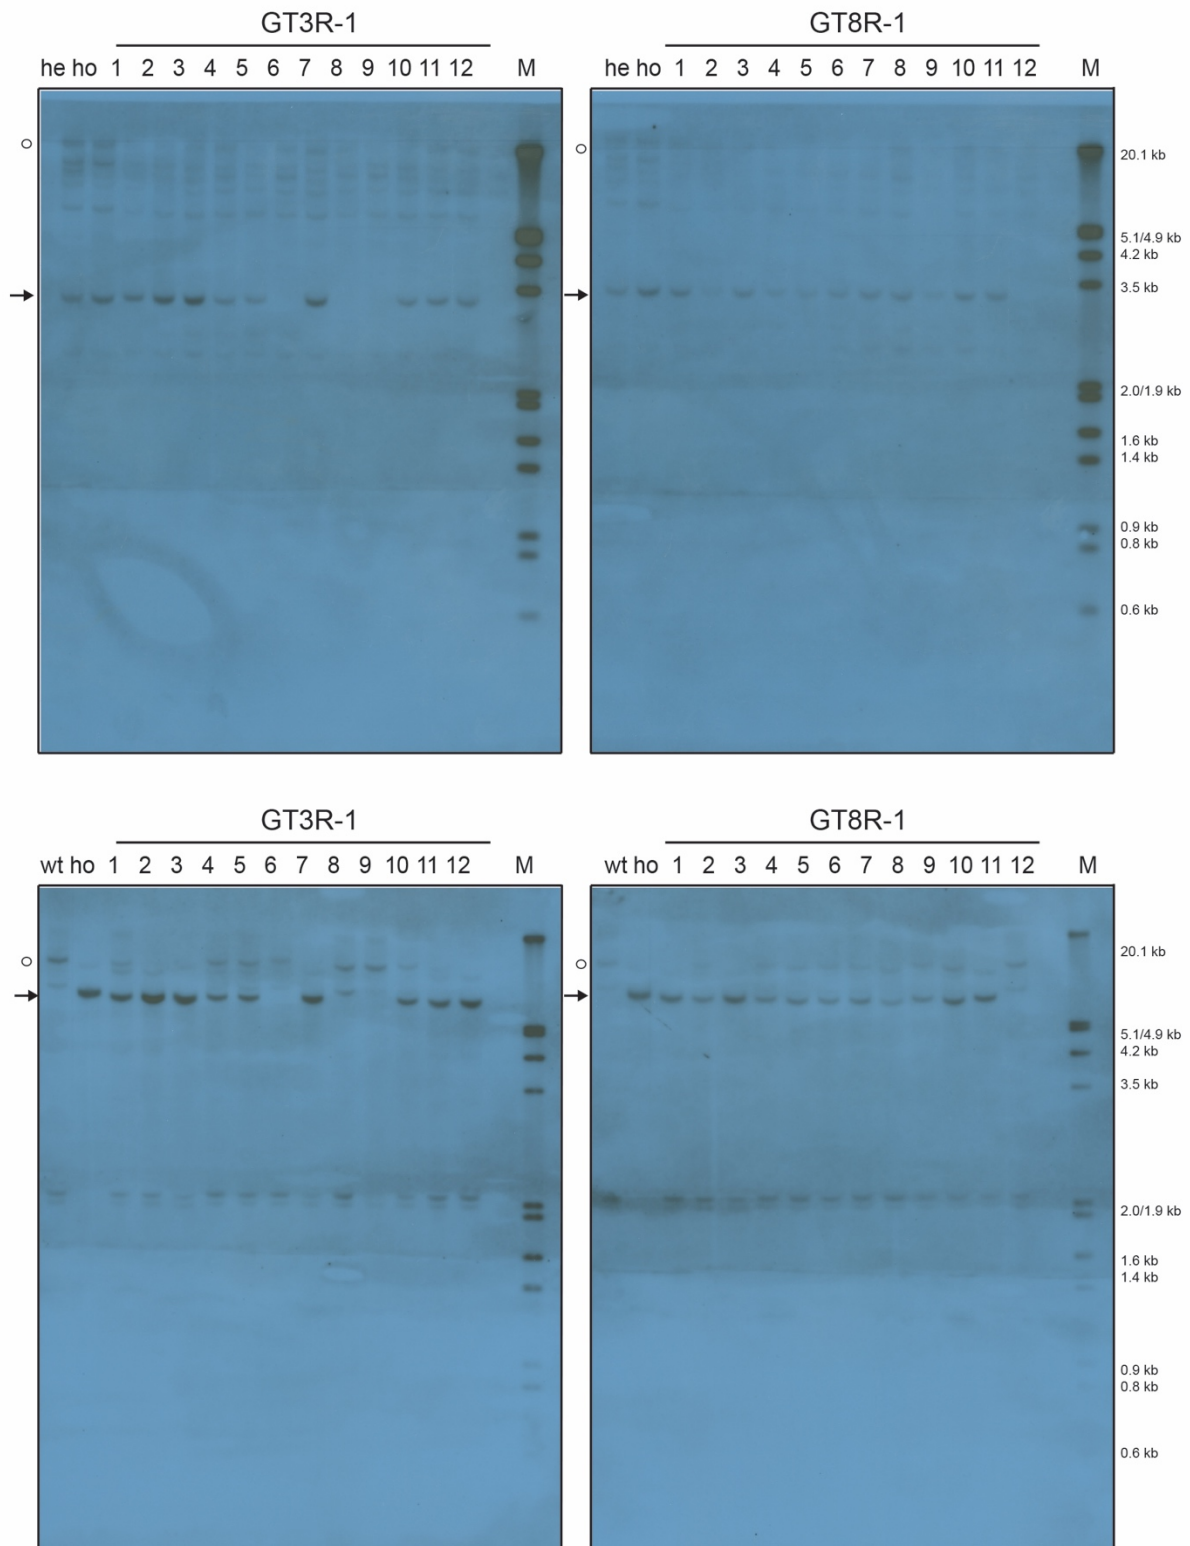 GT3R-1
he ho 1 2 3 4 5 6 7 8 9 10 11 12 M
GT8R-1
he ho 1 2 3 4 5 6 7 8 9 10 11 12 M
20.1 kb
5.1/4.9 kb
4.2 kb
3.5 kb
2.0/1.9 kb
1.6 kb
1.4 kb
0.9 kb
0.8 kb
0.6 kb
GT3R-1
wt ho 1 2 3 4 5 6 7 8 9 10 11 12 M
GT8R-1
wt ho 1 2 3 4 5 6 7 8 9 10 11 12 M
20.1 kb
5.1/4.9 kb
4.2 kb
3.5 kb
2.0/1.9 kb
1.6 kb
1.4 kb
0.9 kb
0.8 kb
0.6 kb